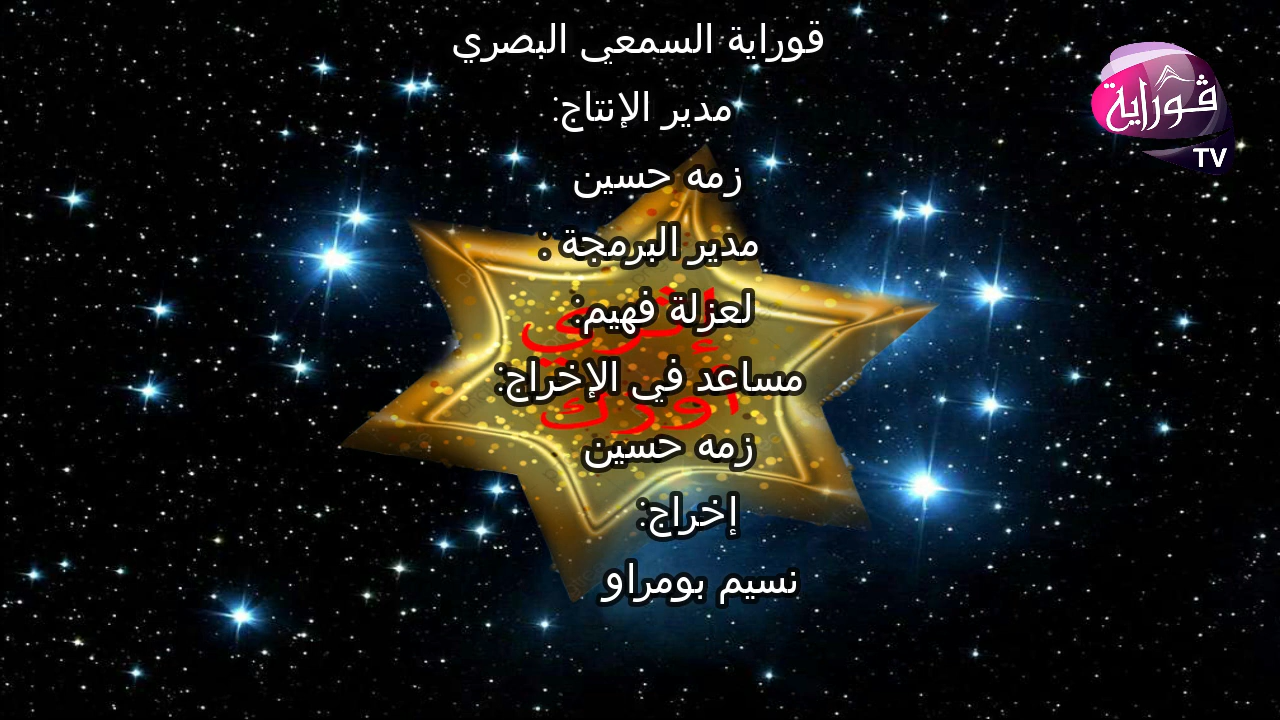 قوراية السمعي البصري
مدير الإنتاج:
زمه حسين
مدير البرمجة :
لعزلة فهيم:
مساعد في الإخراج:
زمه حسين
إخراج:
نسيم بومراو
ڤوراية
TV